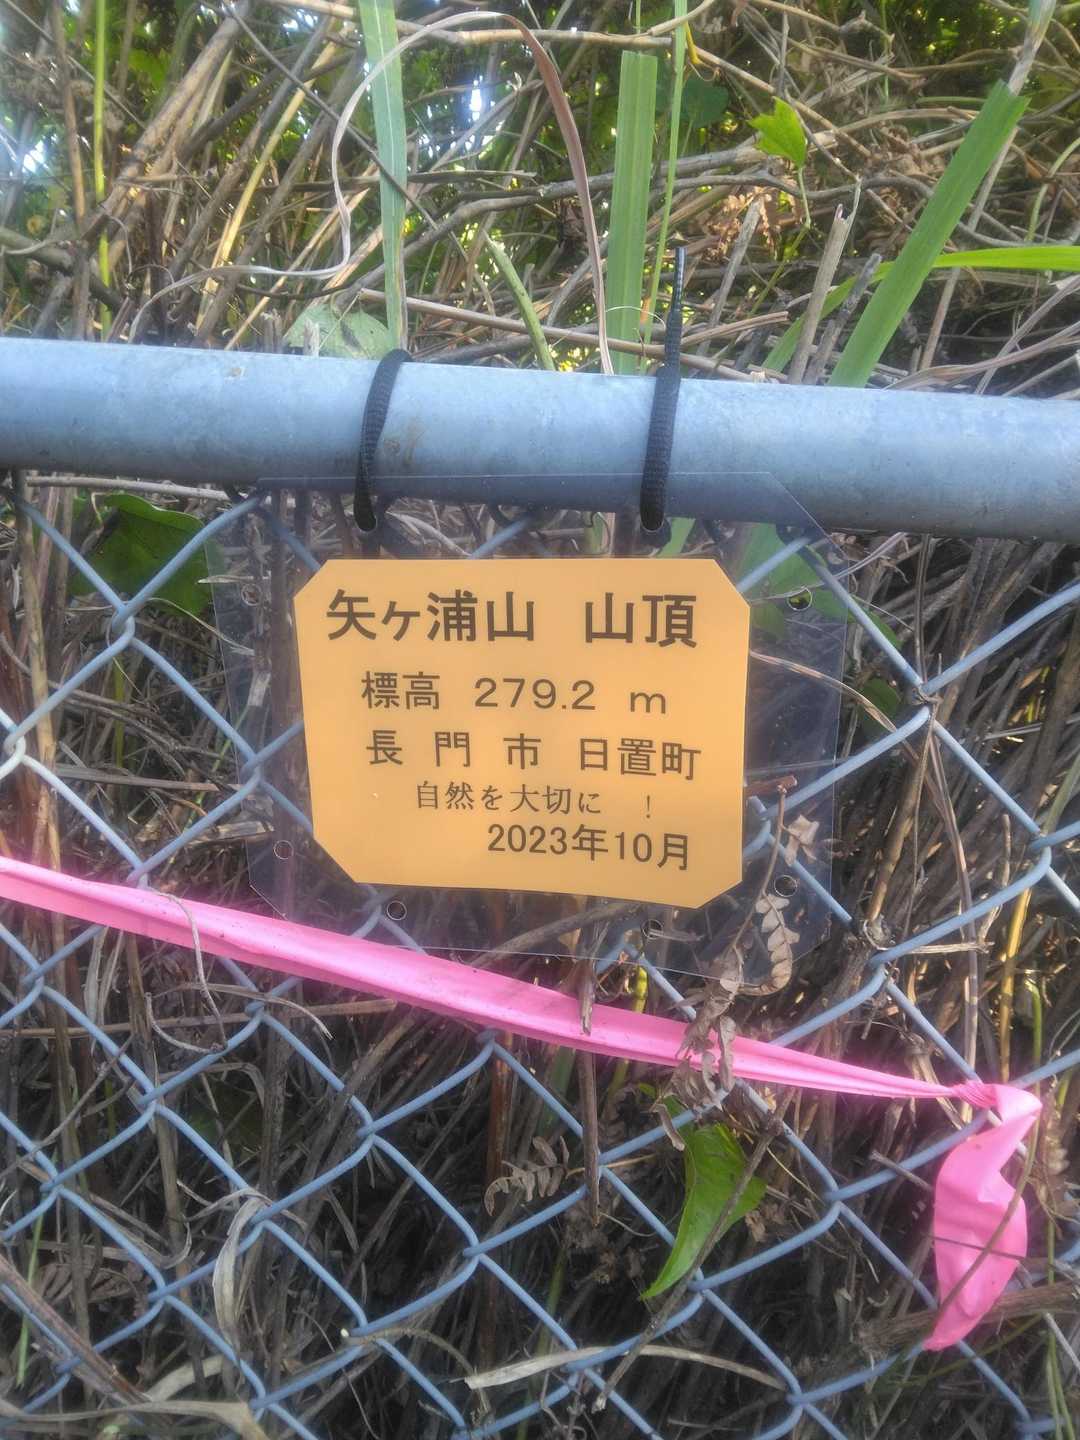 矢ヶ浦山　山頂
標高　279.2　m
長　門　市　日置町
自然を大切に　！
2023年10月